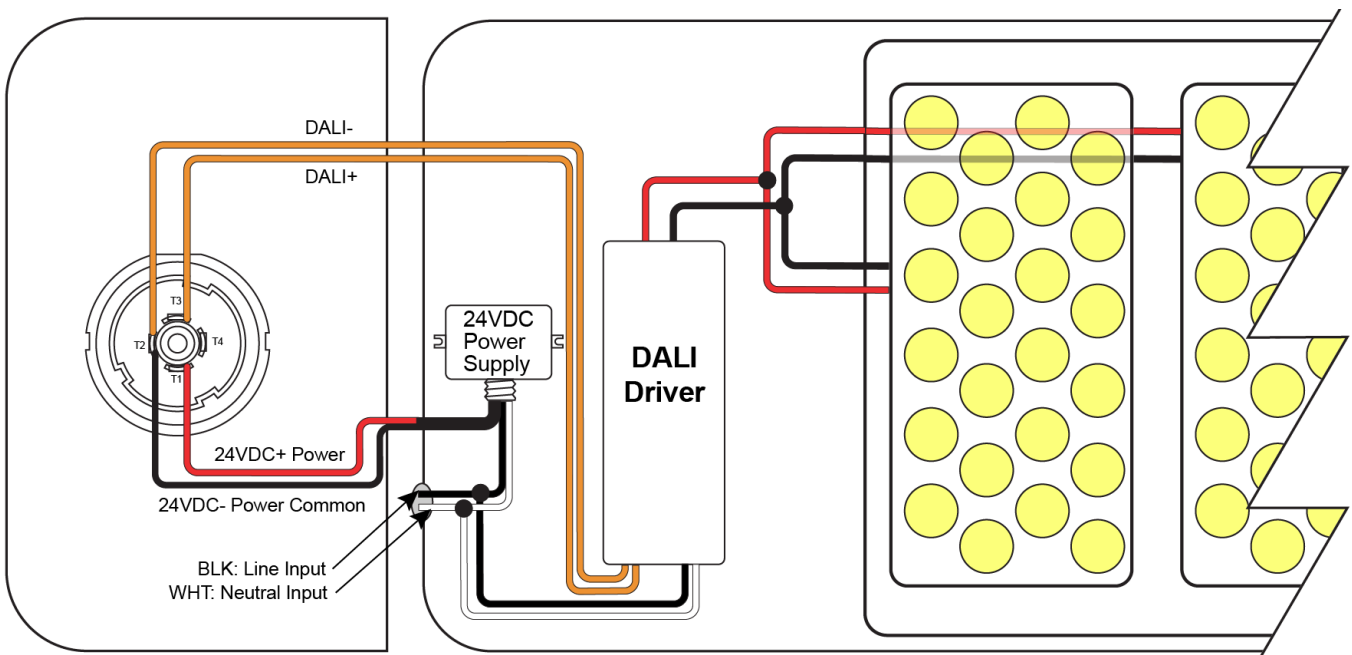 DALI-
DALI+
T3
T2
T4
T1
24VDC
Power
Supply
DALI
Driver
24VDC+ Power
24VDC- Power Common
BLK: Line Input
WHT: Neutral Input